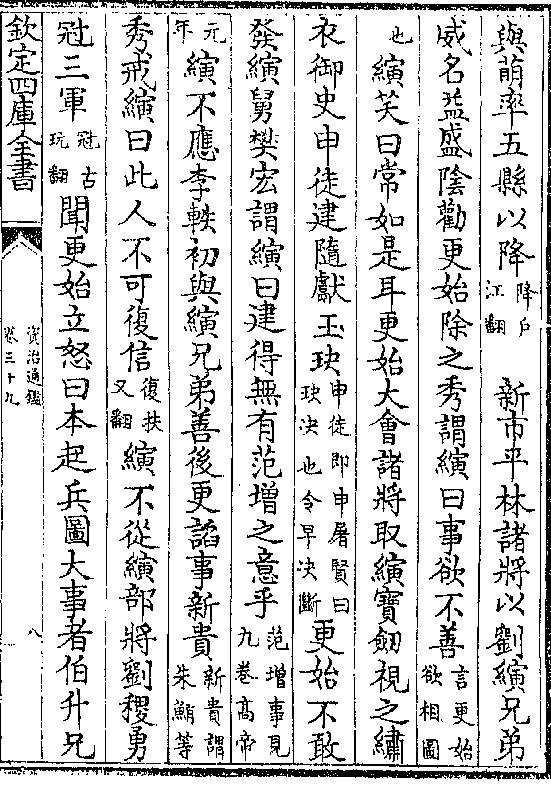 與萌率五縣以降降戶江翻　新市平林諸將以劉縯兄弟
威名益盛陰勸更始除之秀謂縯曰事欲不善言更始欲相圖
也縯笑曰常如是耳更始大會諸將取縯寶劒視之繡
衣御史申徒建隨獻玉玦申徒即申屠賢曰玦决也令早决斷更始不敢
發縯舅樊宏謂縯曰建得無有范增之意乎范增事見九卷高帝
元年縯不應李軼初與縯兄弟善後更諂事新貴新貴謂朱鮪等
秀戒縯曰此人不可復信復扶又翻縯不從縯部將劉稷勇
冠三軍冠古玩翻聞更始立怒曰本起兵圖大事者伯升兄
欽定四庫全書
資治通鑑
卷三十九
八